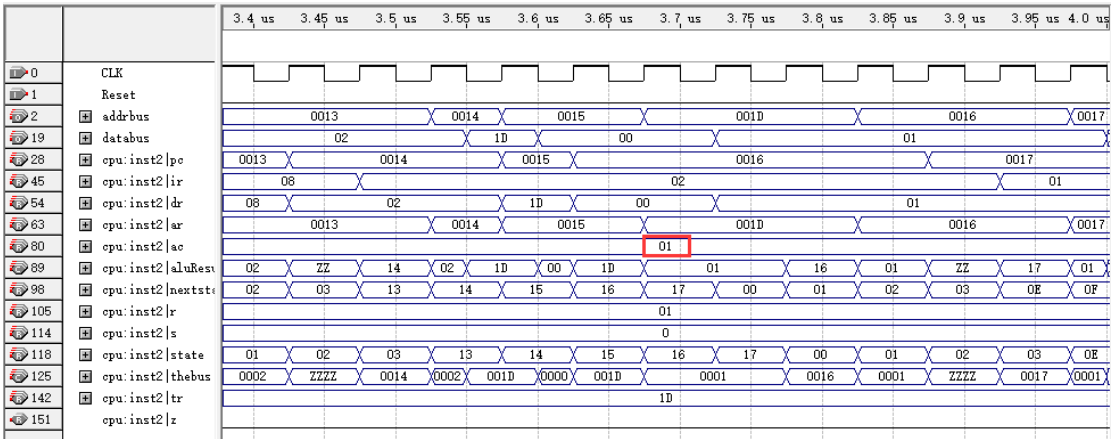 3.4 us 3.45 us 3.5 us 3.55 us 3.6 us 3.65 us 3.7 us 3.75 us 3.8 us 3.85 us 3.9 us 3.95 us 4.0 us
0 CLK
1 Reset
2 addrbus 0013 0014 0015 001D 0016 0017
19 databus 02 1D 00 01
28 cpu:inst2|pc 0013 0014 0015 0016 0017
45 cpu:inst2|ir 08 02 01
54 cpu:inst2|dr 08 02 1D 00 01
63 cpu:inst2|ar 0013 0014 0015 001D 0016 0017
80 cpu:inst2|ac 01
89 cpu:inst2|aluResu 02 ZZ 14 02 1D 00 1D 01 16 01 ZZ 17 01
98 cpu:inst2|nextsta 02 03 13 14 15 16 17 00 01 02 03 0E 0F
105 cpu:inst2|r 01
114 cpu:inst2|s 0
118 cpu:inst2|state 01 02 03 13 14 15 16 17 00 01 02 03 0E
125 cpu:inst2|thebus 0002 ZZZZ 0014 0002 001D 0000 001D 0001 0016 0001 ZZZZ 0017 0001
142 cpu:inst2|tr 1D
151 cpu:inst2|z